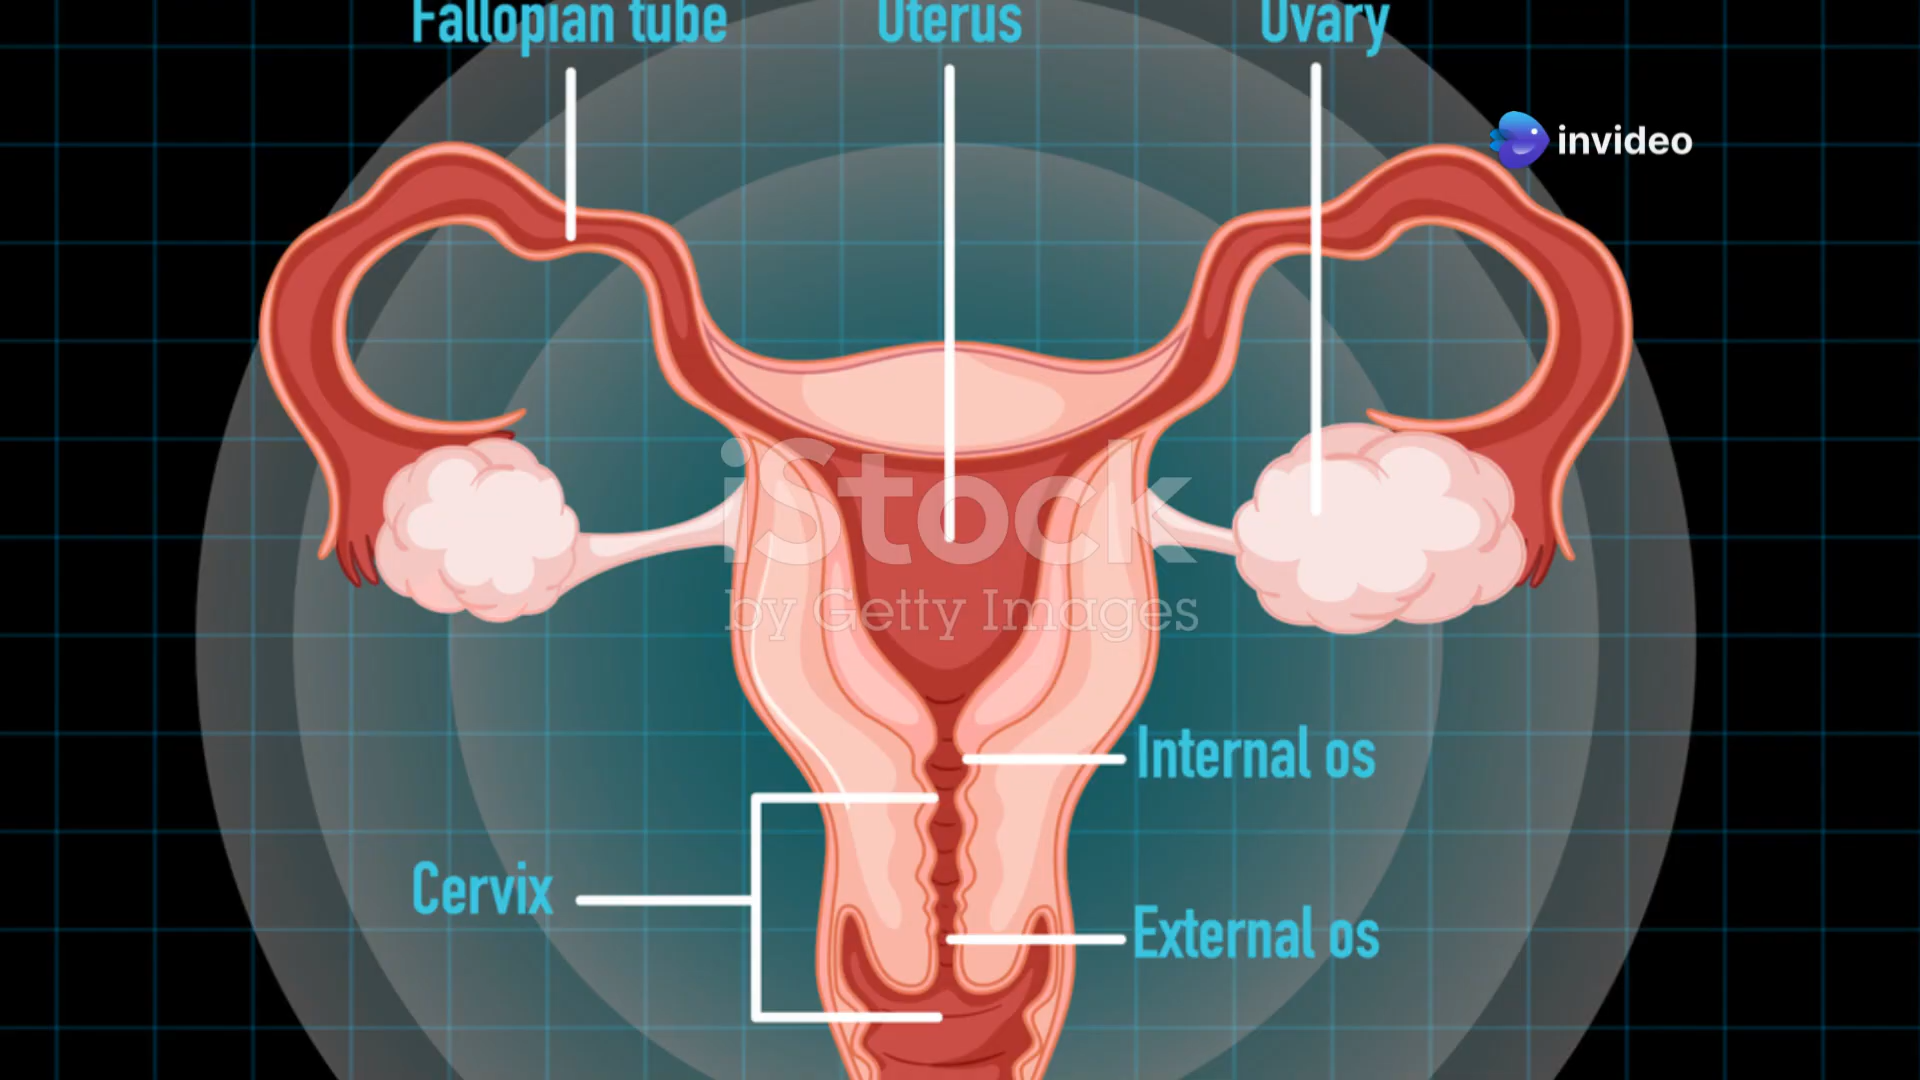 Fallopian tube
Uterus
Ovary
invideo
iStock
by Getty Images
Internal os
Cervix
External os